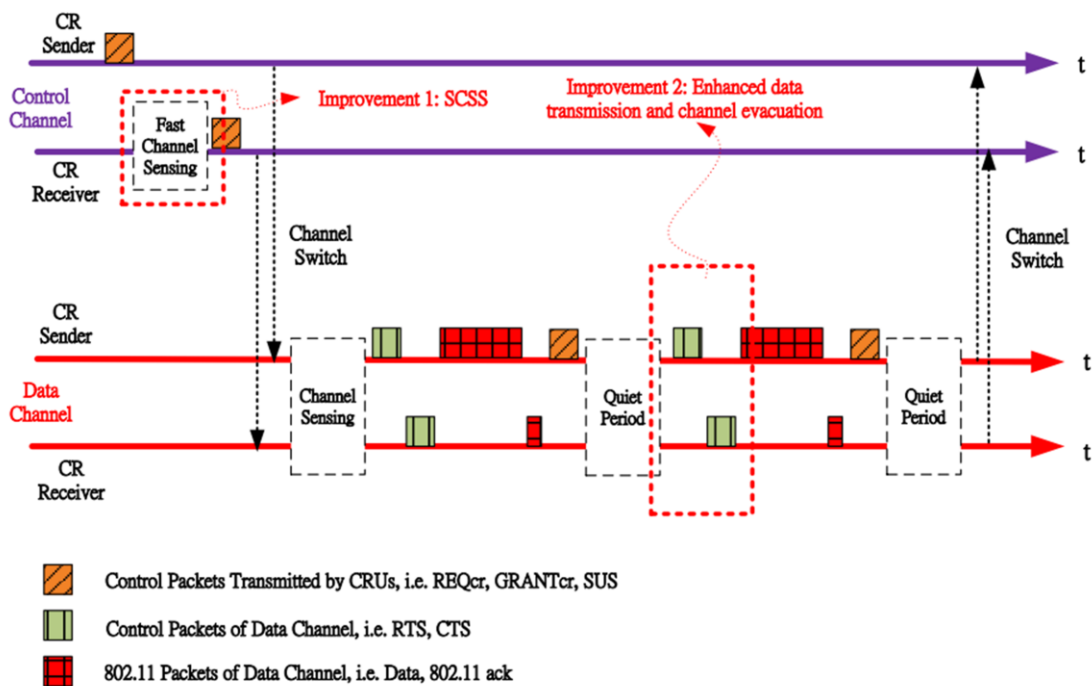 CR
Sender
t
Control
Channel
Improvement 1: SCSS
Improvement 2: Enhanced data
transmission and channel evacuation
Fast
Channel
Sensing
t
CR
Receiver
Channel
Switch
Channel
Switch
CR
Sender
t
Data
Channel
Channel
Sensing
Quiet
Period
Quiet
Period
CR
Receiver
t
Control Packets Transmitted by CRUs, i.e. REQcr, GRANTcr, SUS
Control Packets of Data Channel, i.e. RTS, CTS
802.11 Packets of Data Channel, i.e. Data, 802.11 ack